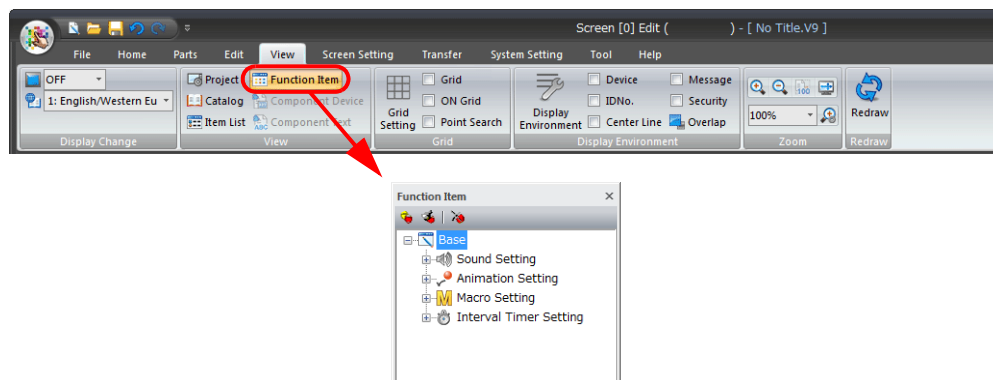 Screen [0] Edit ( ) - [ No Title.V9 ]
File Home Parts Edit View Screen Setting Transfer System Setting Tool Help
OFF Project Function Item Grid Device Message
1: English/Western Eu Catalog Component Device ON Grid IDNo. Security
Item List Component Text Grid Setting Point Search Display Environment Center Line Overlap 100% 100 Redraw
ABC
Display Change View Grid Display Environment Zoom Redraw
Function Item
Base
Sound Setting
Animation Setting
Macro Setting
Interval Timer Setting